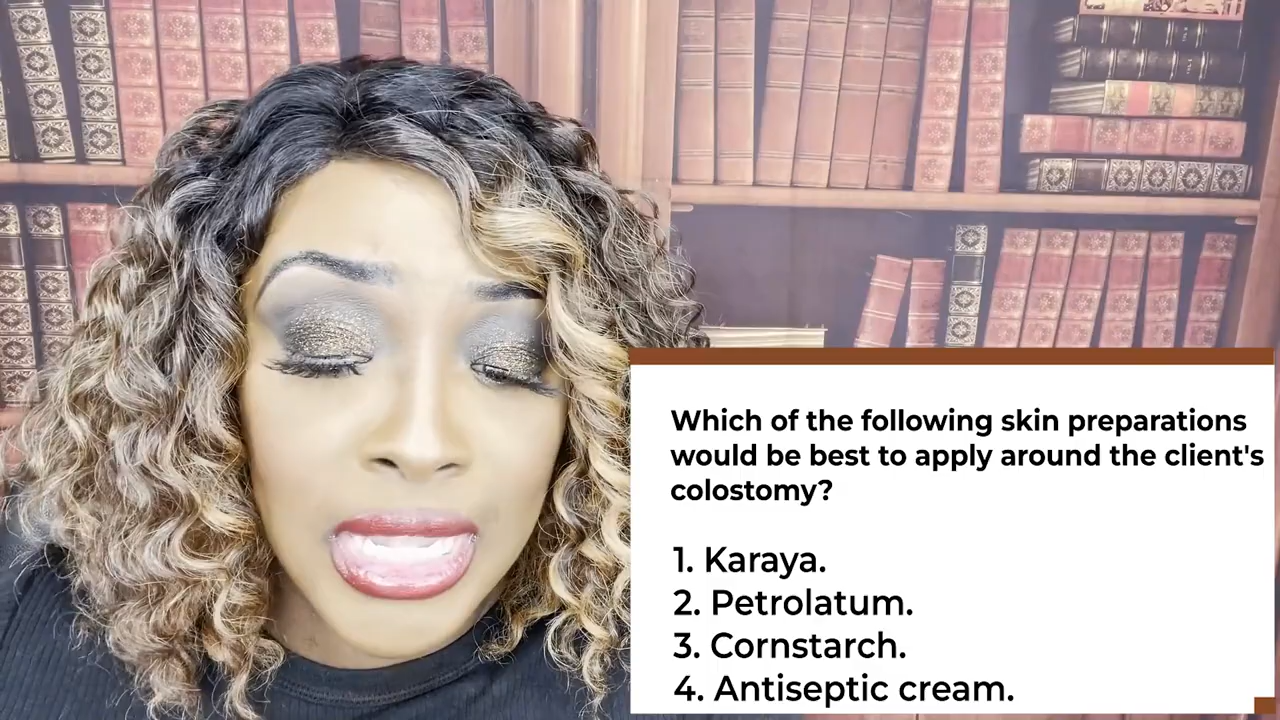 Which of the following skin preparations
would be best to apply around the client's
colostomy?
1. Karaya.
2. Petrolatum.
3. Cornstarch.
4. Antiseptic cream.